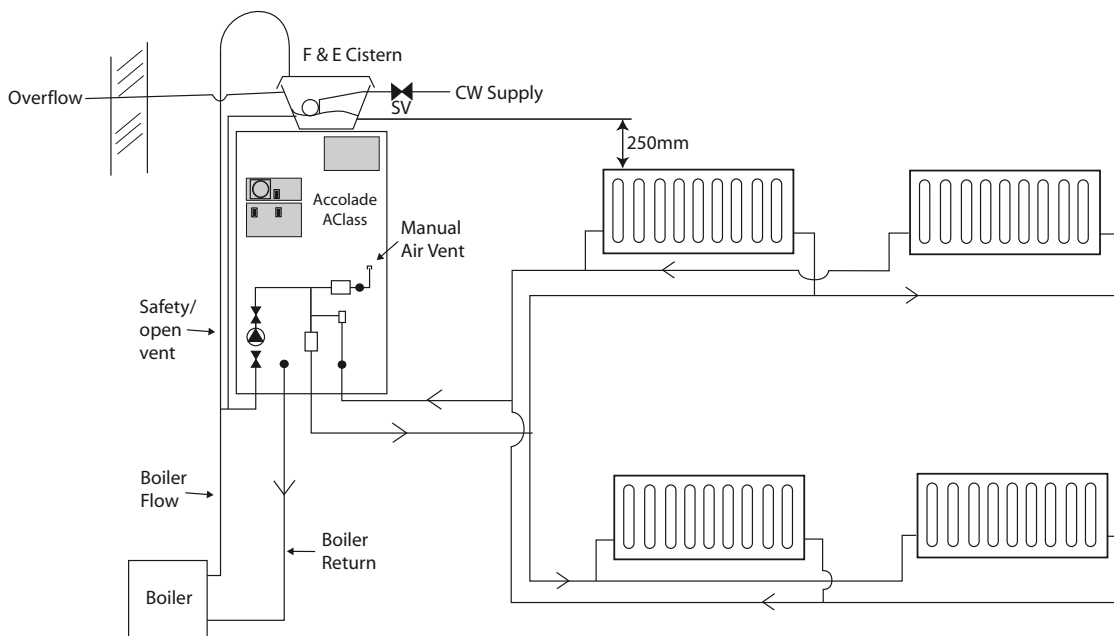 F & E Cistern
Overflow
CW Supply
SV
250mm
Accolade
AClass
Manual
Air Vent
Safety/
open
vent
Boiler
Flow
Boiler
Return
Boiler